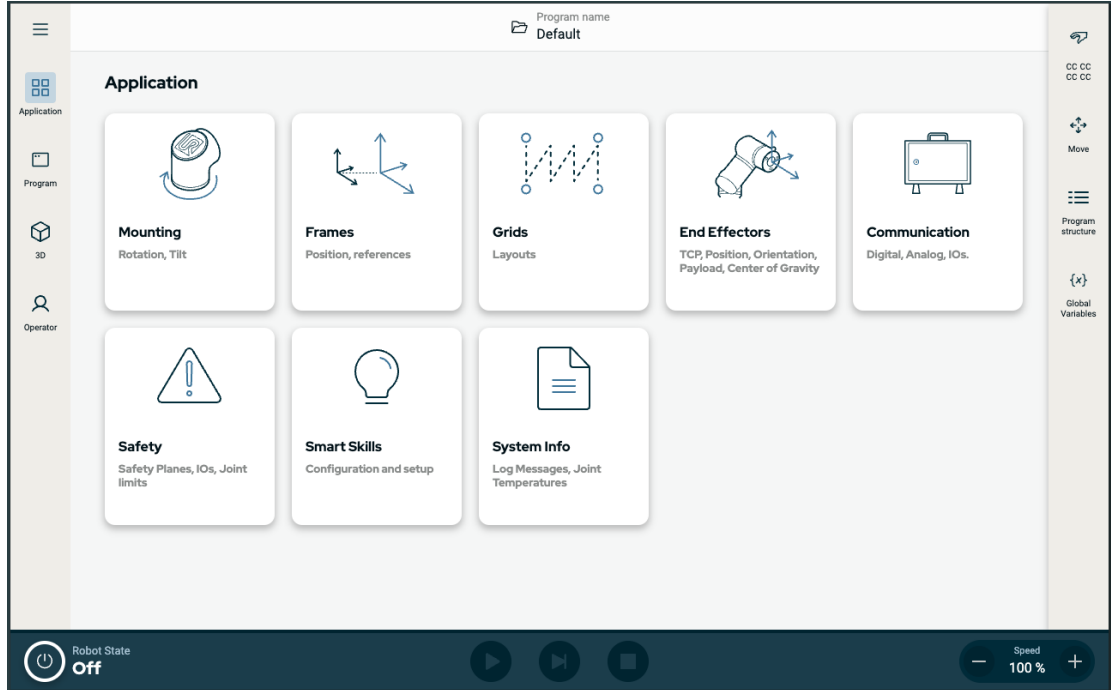 Program name
Default
Application
Program
3D
Operator
Application
Mounting
Rotation, Tilt
Frames
Position, references
Grids
Layouts
End Effectors
TCP, Position, Orientation,
Payload, Center of Gravity
Communication
Digital, Analog, IOs.
Safety
Safety Planes, IOs, Joint
limits
Smart Skills
Configuration and setup
System Info
Log Messages, Joint
Temperatures
CC CC
CC CC
Move
Program
structure
{x}
Global
Variables
Robot State
Off
Speed
100 %